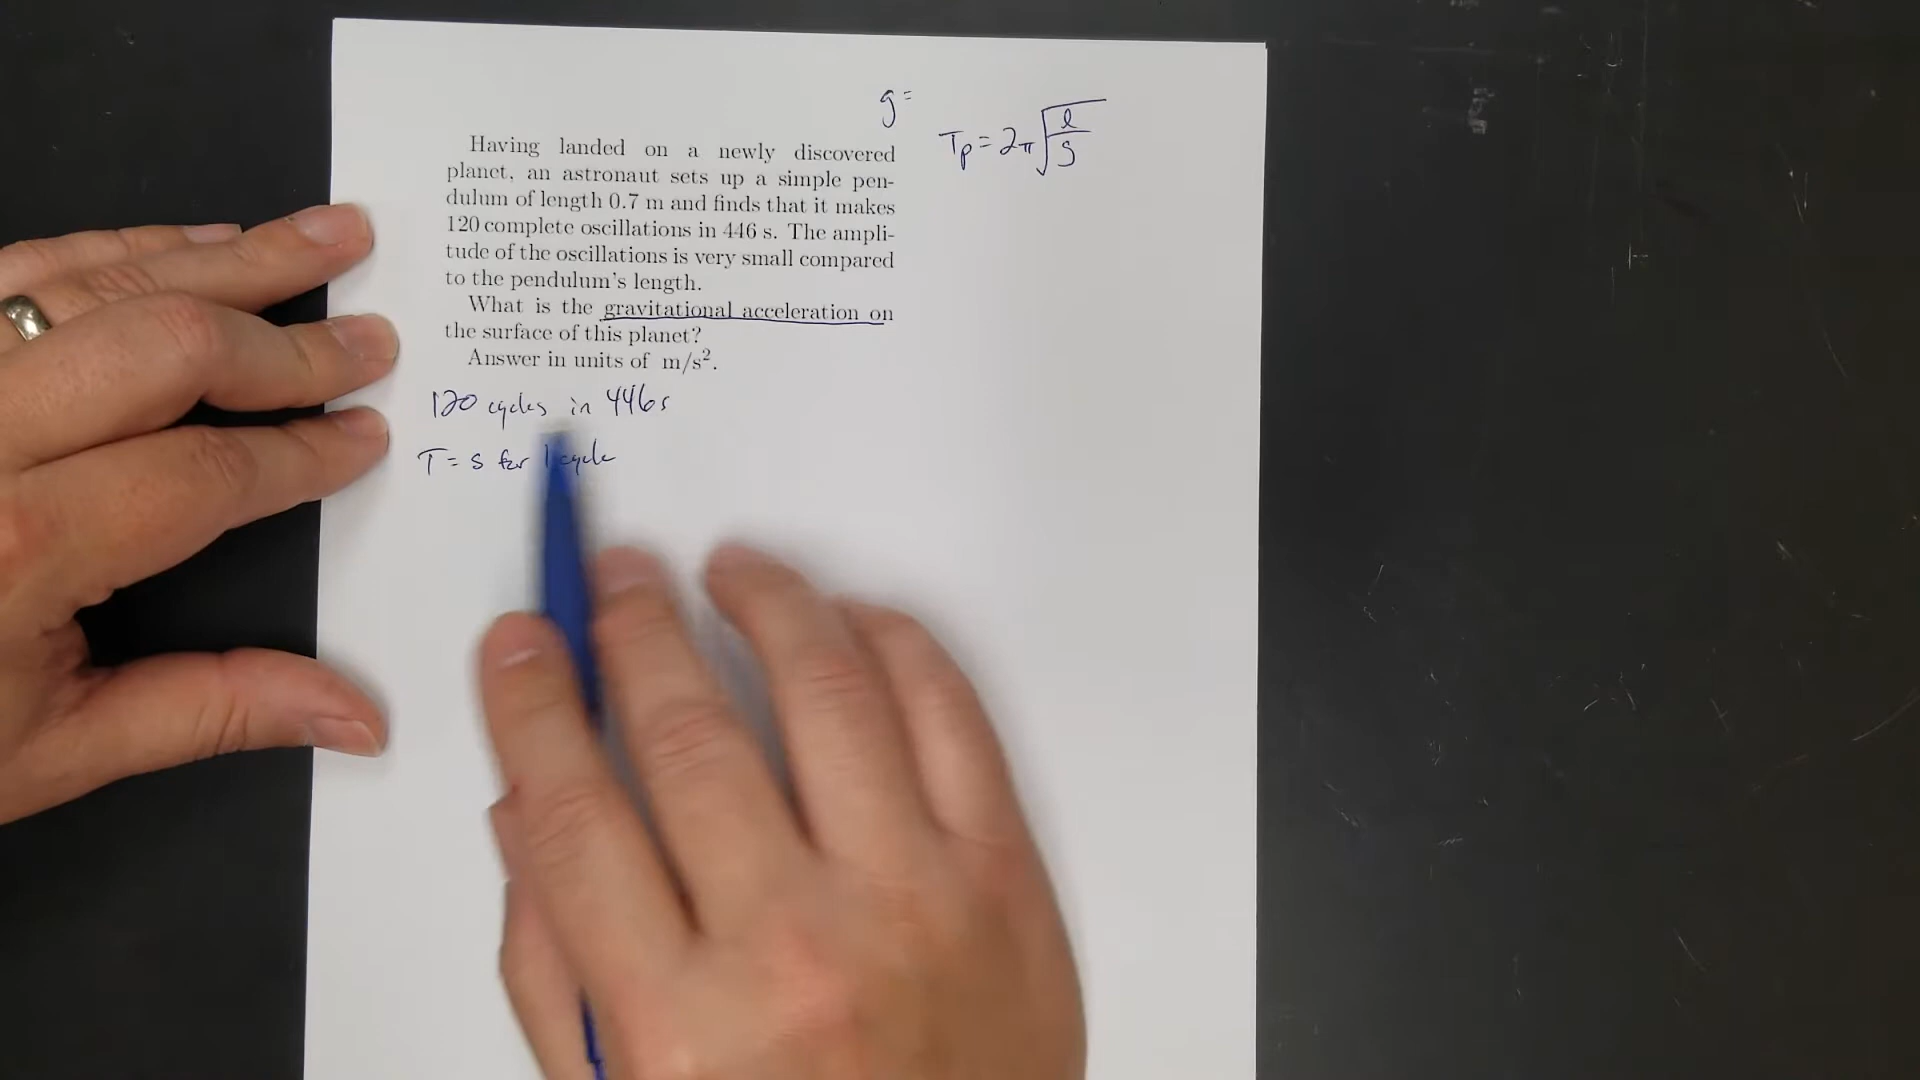 g=
T_p = 2π√(l/g)
Having landed on a newly discovered
planet, an astronaut sets up a simple pen-
dulum of length 0.7 m and finds that it makes
120 complete oscillations in 446 s. The ampli-
tude of the oscillations is very small compared
to the pendulum's length.
What is the gravitational acceleration on
the surface of this planet?
Answer in units of m/s².
120 cycles in 446s
T = s for 1 cycle